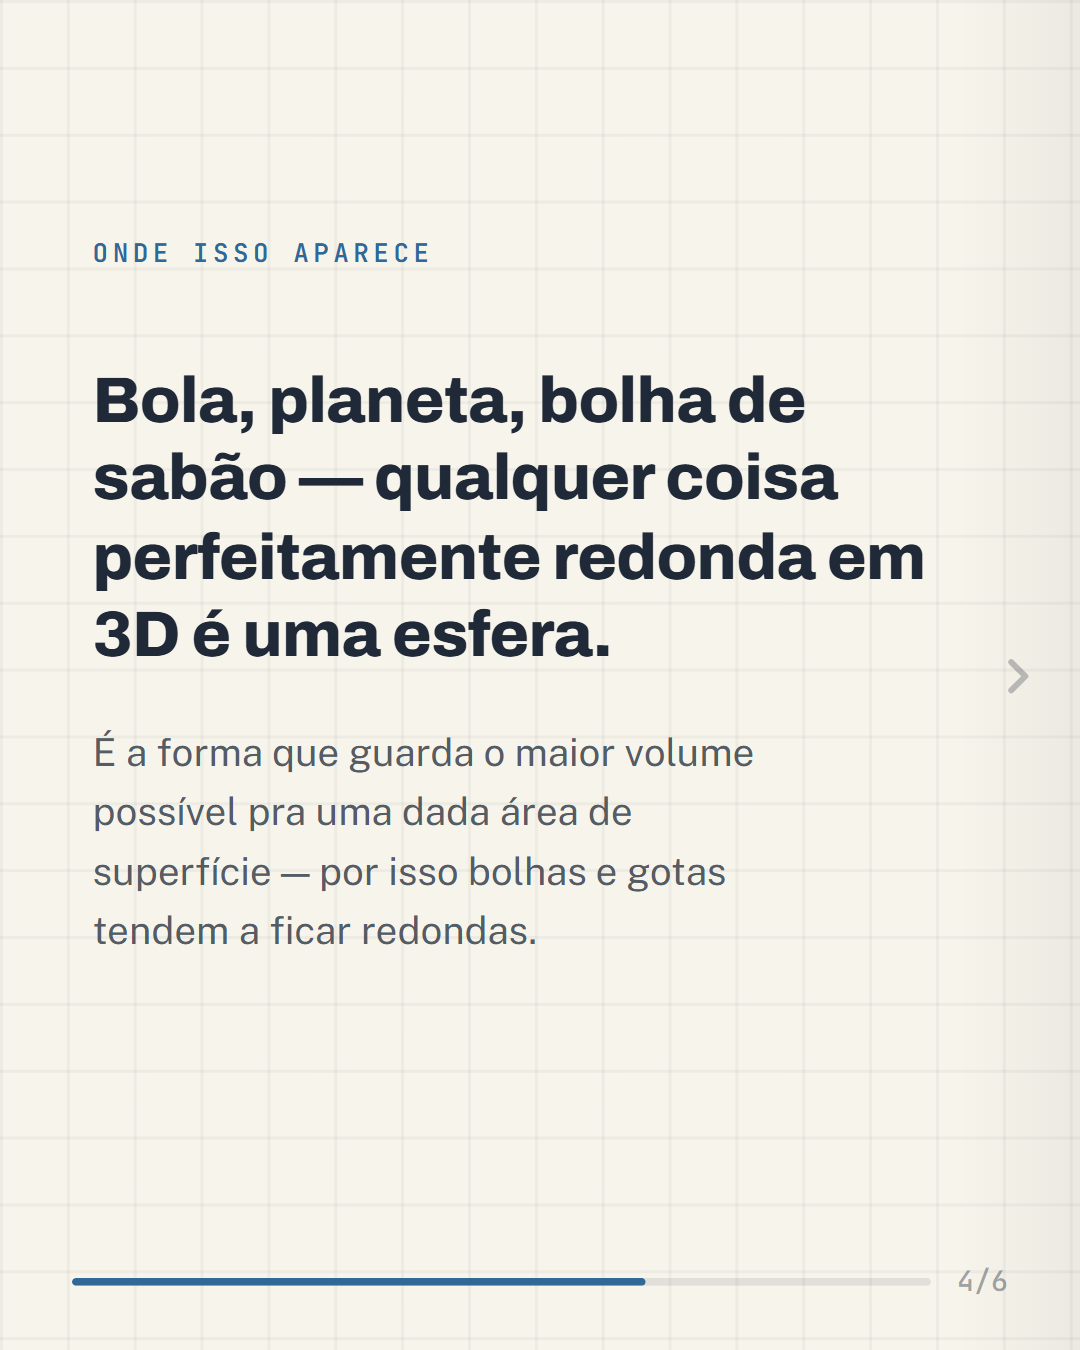 ONDE ISSO APARECE
Bola, planeta, bolha de
sabão — qualquer coisa
perfeitamente redonda em
3D é uma esfera.
É a forma que guarda o maior volume
possível pra uma dada área de
superfície — por isso bolhas e gotas
tendem a ficar redondas.
4/6